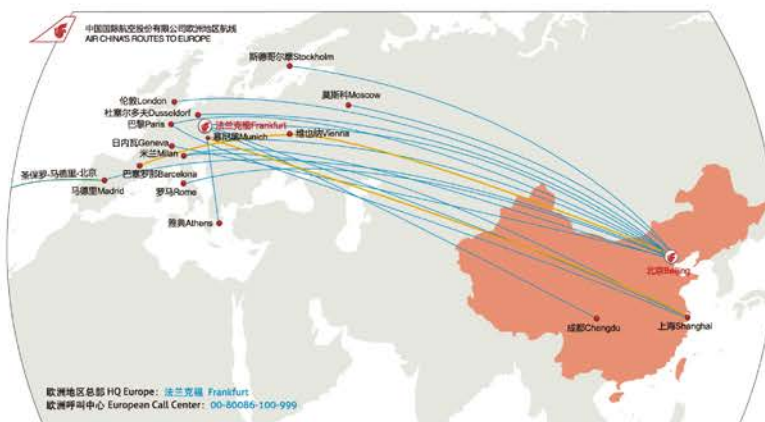 中国国际航空股份有限公司欧洲地区航线
AIR CHINA'S ROUTES TO EUROPE
斯德哥尔摩Stockholm
莫斯科Moscow
伦敦London
杜塞尔多夫Dusseldorf
巴黎Paris
法兰克福Frankfurt
慕尼黑Munich
维也纳Vienna
日内瓦Geneva
米兰Milan
圣保罗-马德里-北京
巴塞罗那Barcekina
马德里Madrid
罗马Rome
雅典Athens
北京Beijing
成都Chengdu
上海Shanghai
欧洲地区总部 HQ Europe: 法兰克福 Frankfurt
欧洲呼叫中心 European Call Center: 00-80086-100-999